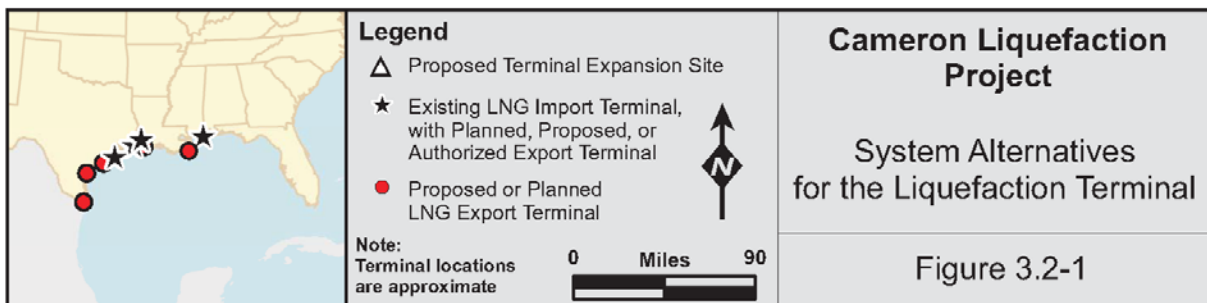 Legend
Proposed Terminal Expansion Site
Existing LNG Import Terminal,
with Planned, Proposed, or
Authorized Export Terminal
Proposed or Planned
LNG Export Terminal
N
Note:
Terminal locations
are approximate
0 Miles 90
Cameron Liquefaction
Project
System Alternatives
for the Liquefaction Terminal
Figure 3.2-1